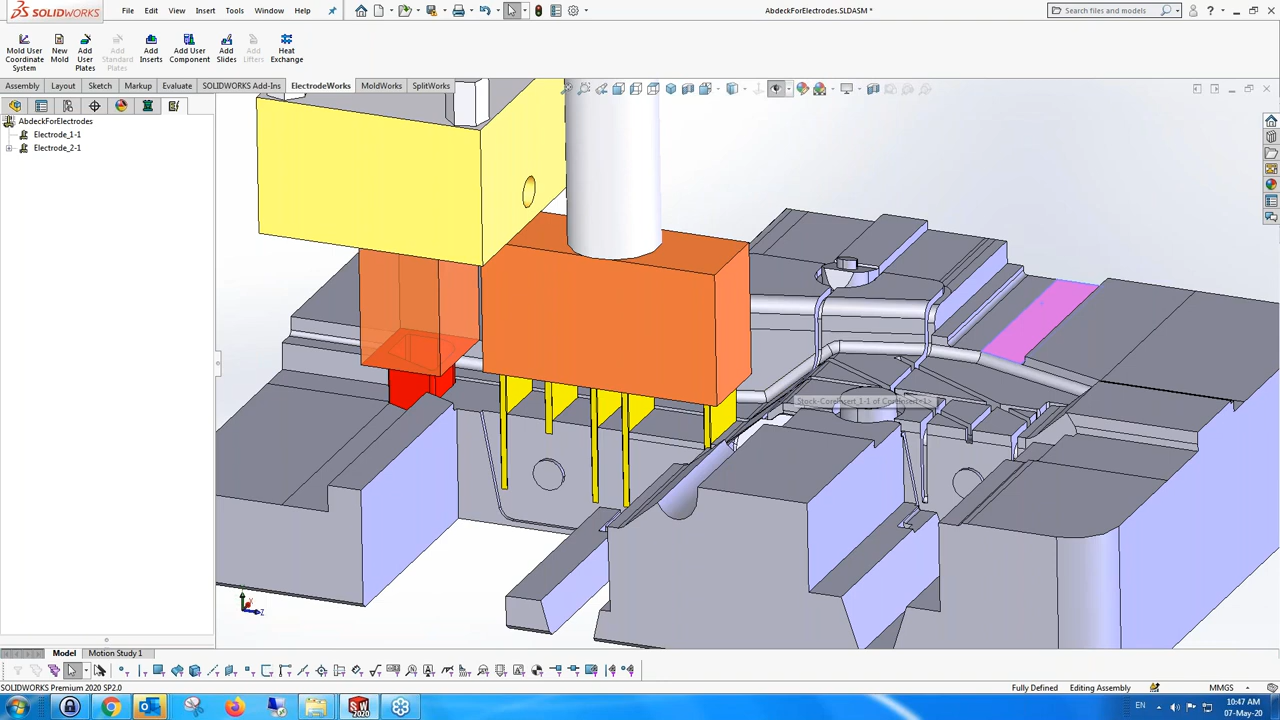 SOLIDWORKS
File
Edit
View
Insert
Tools
Window
Help
AbdeckForElectrodes.SLDASM *
Search files and models
Mold User Coordinate System
New Mold
Add User Plates
Add Standard Plates
Add Inserts
Add User Component
Add Slides
Add Lifters
Heat Exchange
Assembly
Layout
Sketch
Markup
Evaluate
SOLIDWORKS Add-Ins
ElectrodeWorks
MoldWorks
SplitWorks
AbdeckForElectrodes
Electrode_1-1
Electrode_2-1
Model
Motion Study 1
SOLIDWORKS Premium 2020 SP2.0
Fully Defined
Editing Assembly
MMGS
EN
10:47 AM
07-May-20